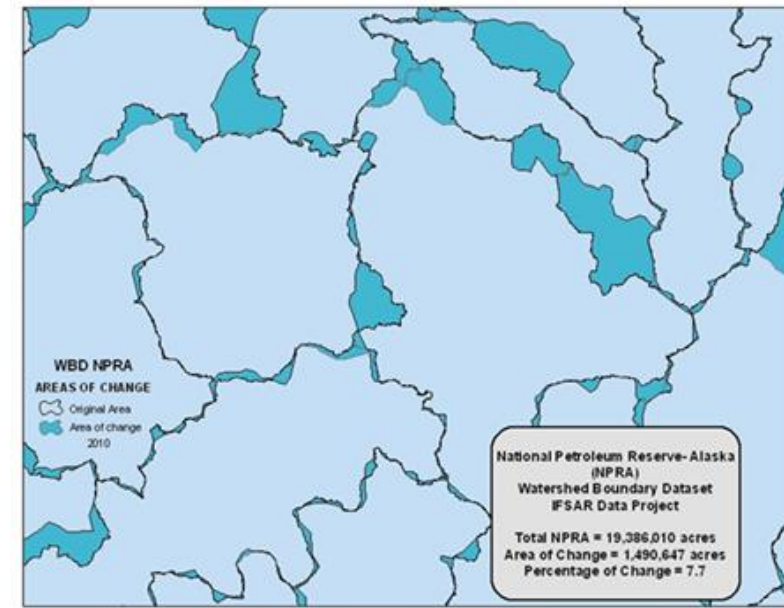 WBD NPRA
AREAS OF CHANGE
Original Area
Area of change
2010
National Petroleum Reserve- Alaska
(NPRA)
Watershed Boundary Dataset
IFSAR Data Project
Total NPRA = 19,386,010 acres
Area of Change = 1,490,647 acres
Percentage of Change = 7.7